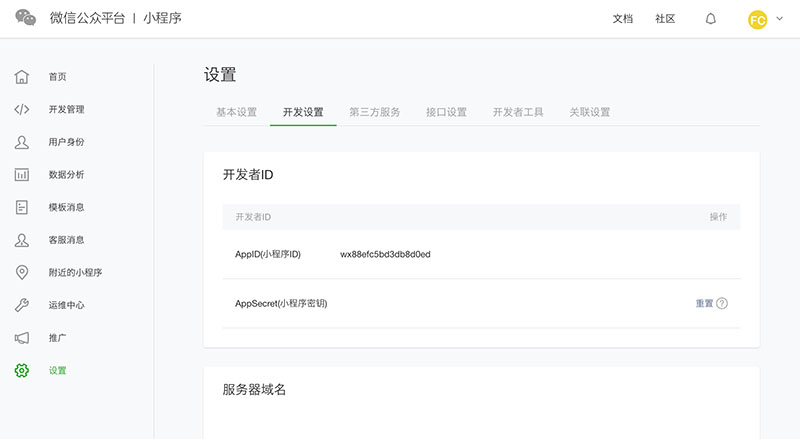 微信公众平台 | 小程序
文档 社区 FC
首页
开发管理
用户身份
数据分析
模板消息
客服消息
附近的小程序
运维中心
推广
设置
设置
基本设置 开发设置 第三方服务 接口设置 开发者工具 关联设置
开发者ID
开发者ID 操作
AppID(小程序ID) wx88efc5bd3db8d0ed
AppSecret(小程序密钥) 重置 ?
服务器域名